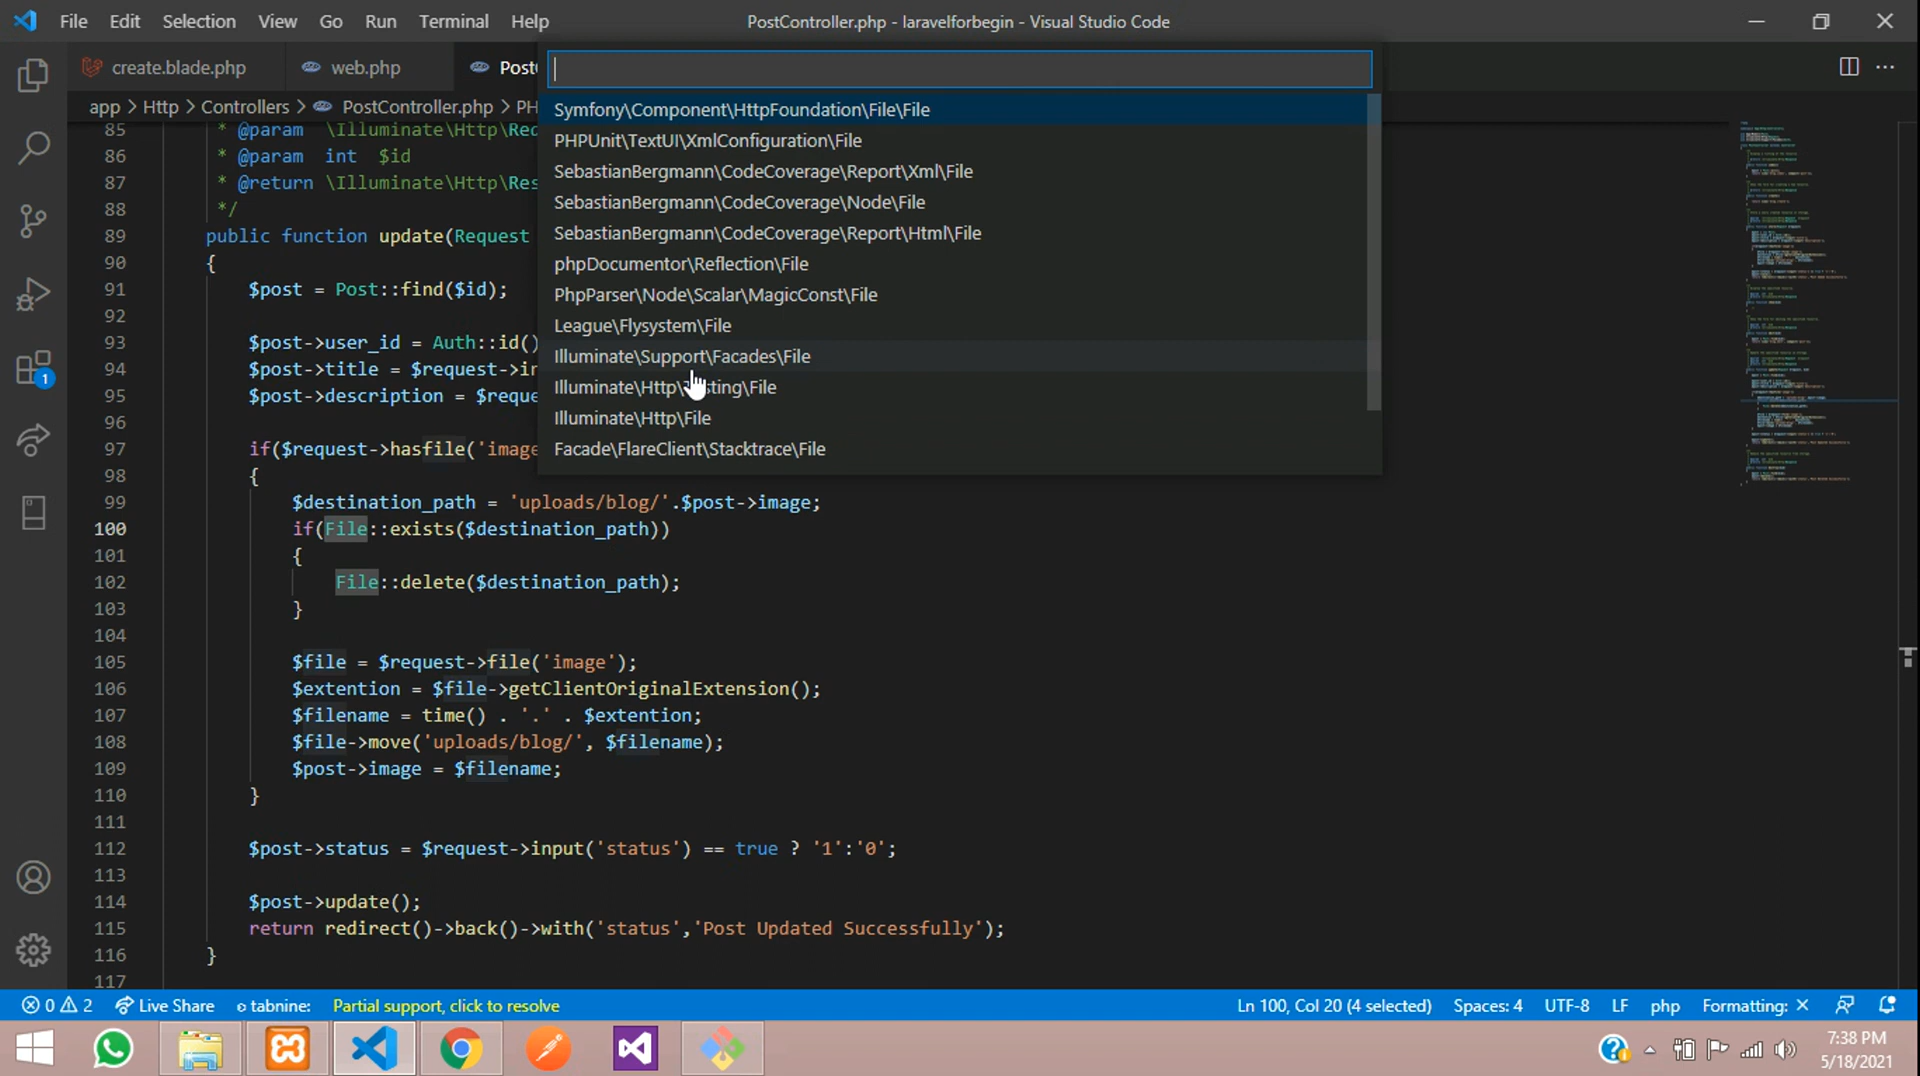 File Edit Selection View Go Run Terminal Help PostController.php - laravelforbegin - Visual Studio Code
create.blade.php web.php Post
app > Http > Controllers > PostController.php > PH
Symfony\Component\HttpFoundation\File\File
PHPUnit\TextUI\XmlConfiguration\File
SebastianBergmann\CodeCoverage\Report\Xml\File
SebastianBergmann\CodeCoverage\Node\File
SebastianBergmann\CodeCoverage\Report\Html\File
phpDocumentor\Reflection\File
PhpParser\Node\Scalar\MagicConst\File
League\Flysystem\File
Illuminate\Support\Facades\File
Illuminate\Http\
Illuminate\Http\File
Facade\FlareClient\Stacktrace\File
85 * @param \Illuminate\Http\Rec
86 * @param int $id
87 * @return \Illuminate\Http\Res
88 */
89 public function update(Request
90 {
91 $post = Post::find($id);
92
93 $post->user_id = Auth::id()
94 $post->title = $request->in
95 $post->description = $reque
96
97 if($request->hasfile('image
98 {
99 $destination_path = 'uploads/blog/'.$post->image;
100 if(File::exists($destination_path))
101 {
102 File::delete($destination_path);
103 }
104
105 $file = $request->file('image');
106 $extention = $file->getClientOriginalExtension();
107 $filename = time() . '.' . $extention;
108 $file->move('uploads/blog/', $filename);
109 $post->image = $filename;
110 }
111
112 $post->status = $request->input('status') == true ? '1':'0';
113
114 $post->update();
115 return redirect()->back()->with('status','Post Updated Successfully');
116 }
117
1
0 2 Live Share tabnine: Partial support, click to resolve Ln 100, Col 20 (4 selected) Spaces: 4 UTF-8 LF php Formatting: ×
7:38 PM
5/18/2021